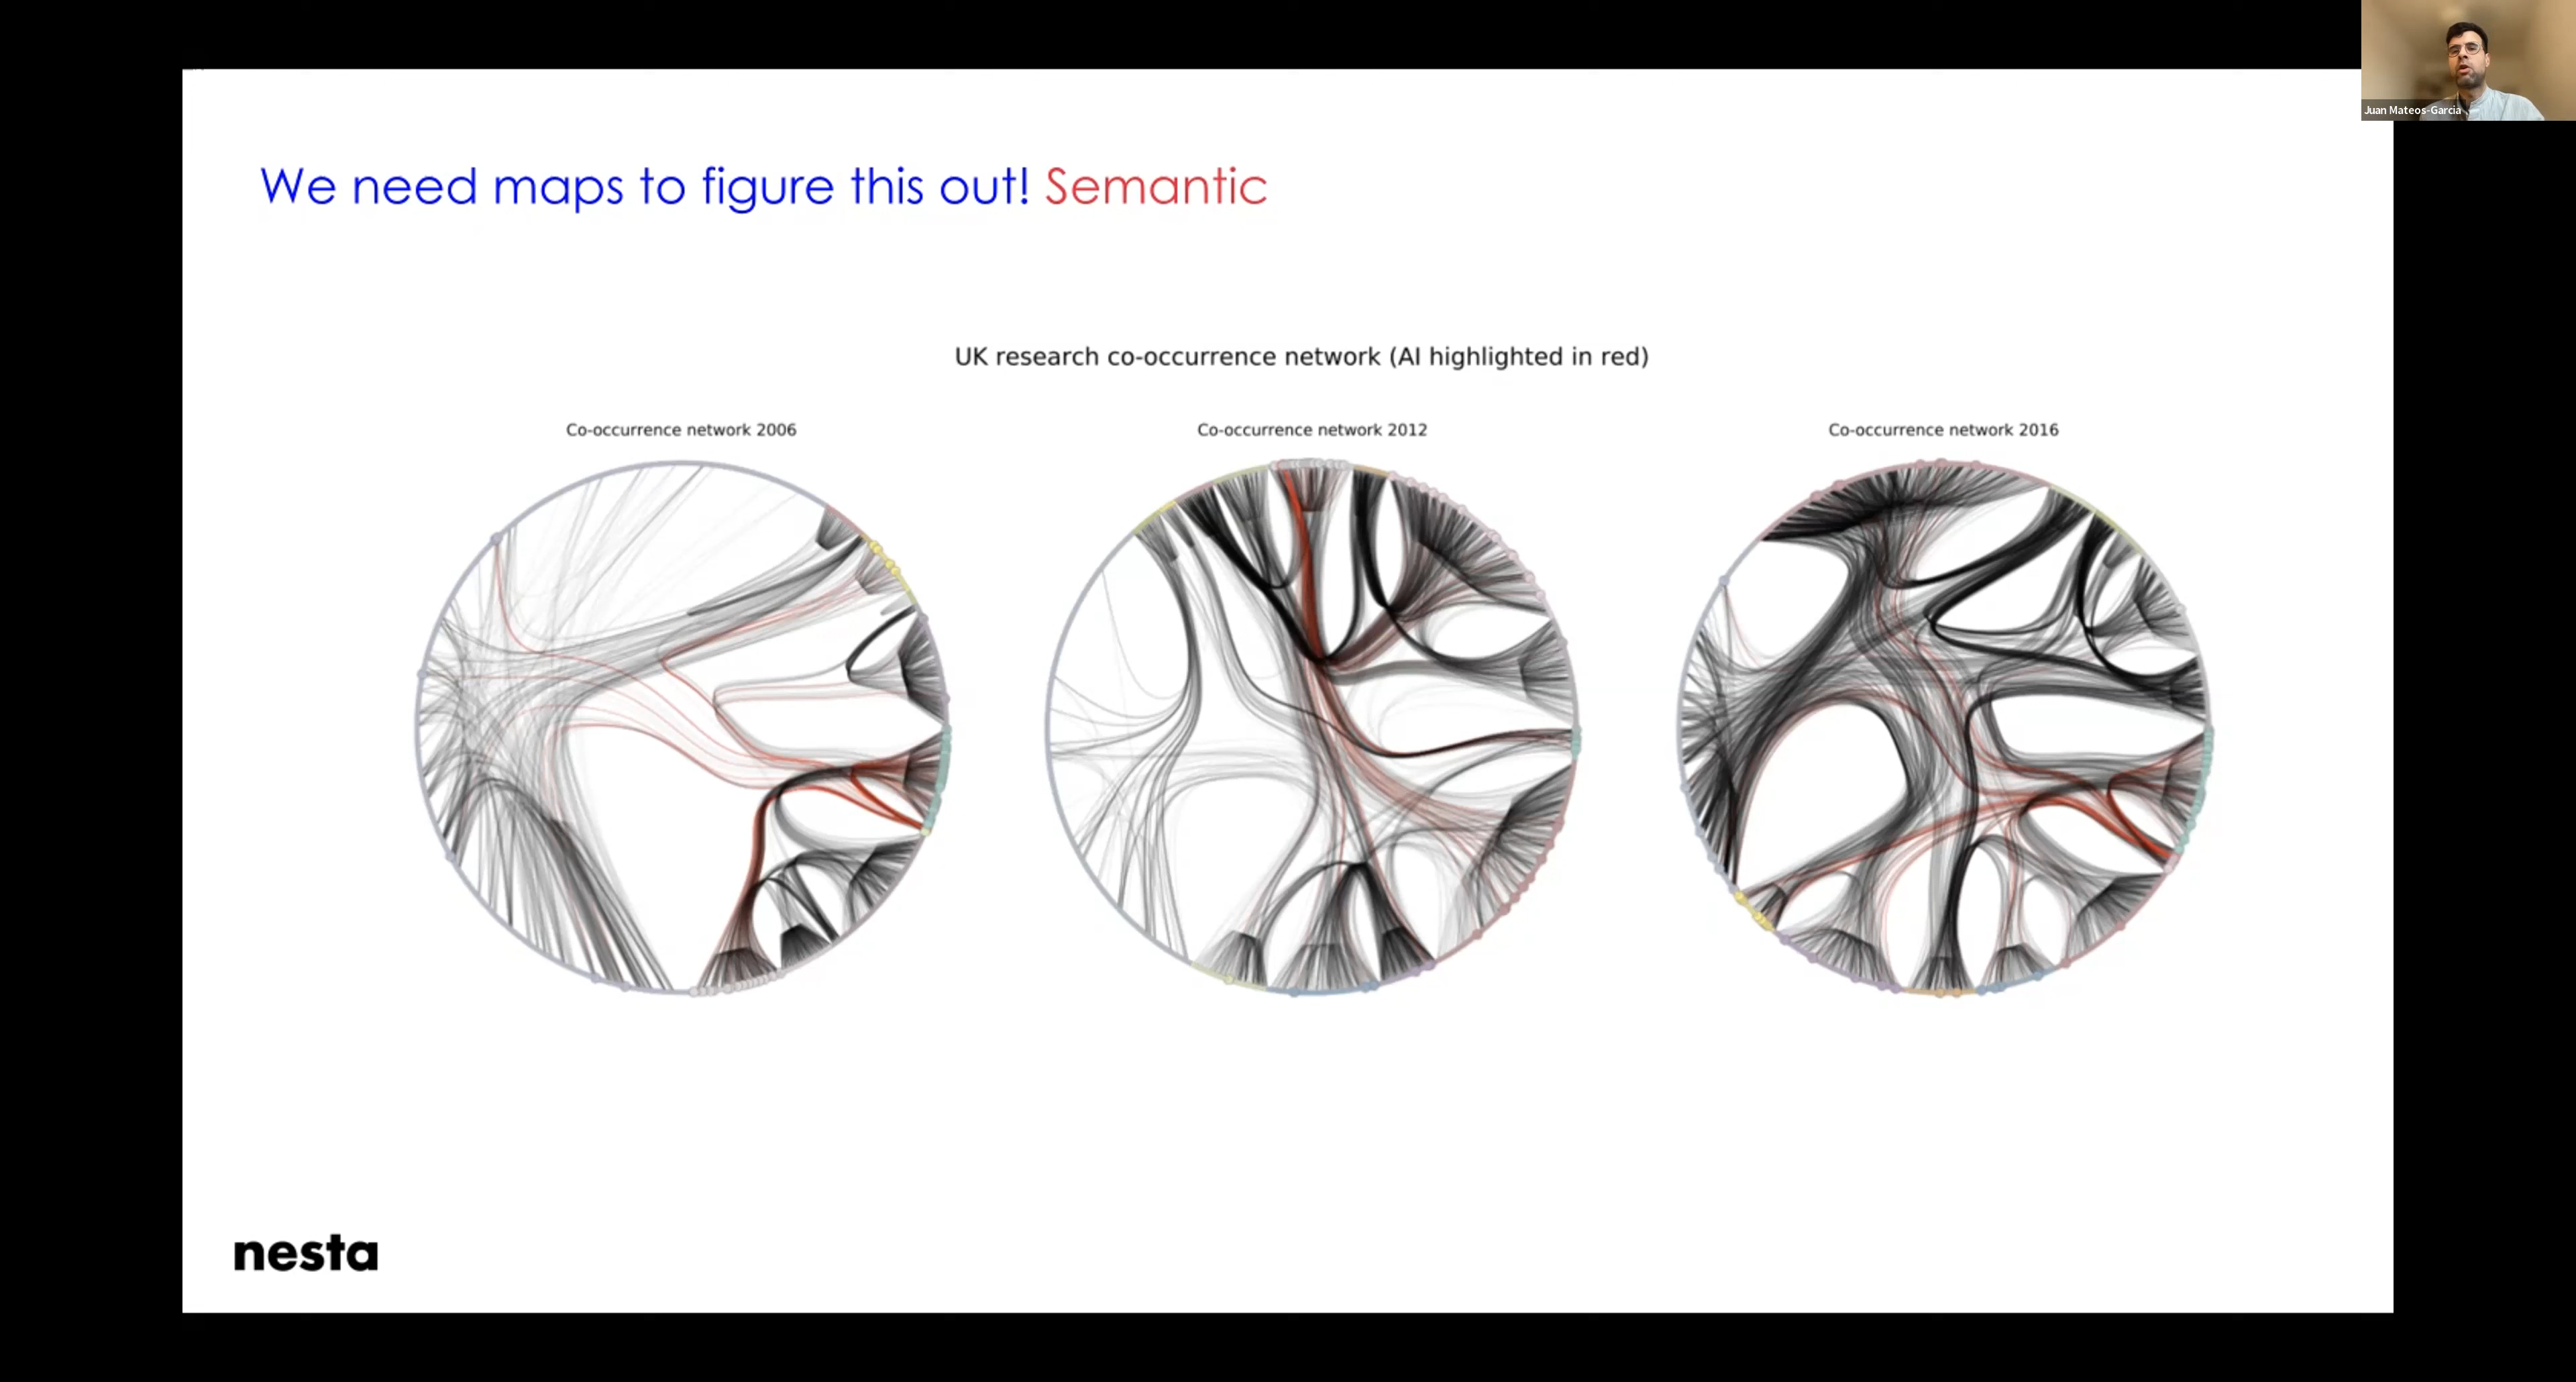 Juan Mateos-Garcia
We need maps to figure this out! Semantic
UK research co-occurrence network (AI highlighted in red)
Co-occurrence network 2006
Co-occurrence network 2012
Co-occurrence network 2016
nesta